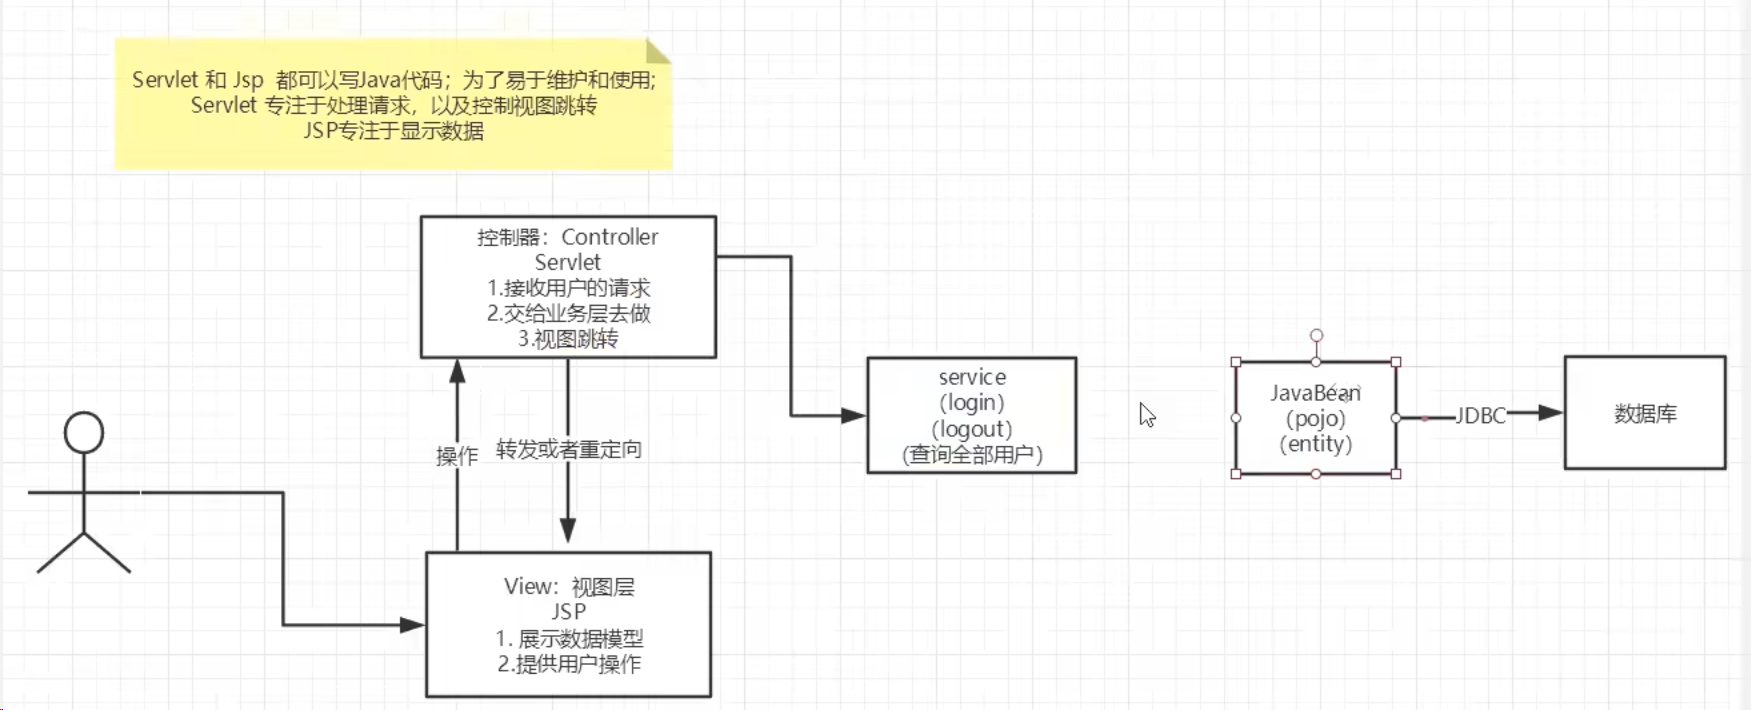 Servlet 和 Jsp 都可以写Java代码；为了易于维护和使用;
Servlet 专注于处理请求，以及控制视图跳转
JSP专注于显示数据
控制器：Controller
Servlet
1.接收用户的请求
2.交给业务层去做
3.视图跳转
service
(login)
(logout)
(查询全部用户)
JavaBean
(pojo)
(entity)
JDBC
数据库
操作
转发或者重定向
View：视图层
JSP
1. 展示数据模型
2.提供用户操作